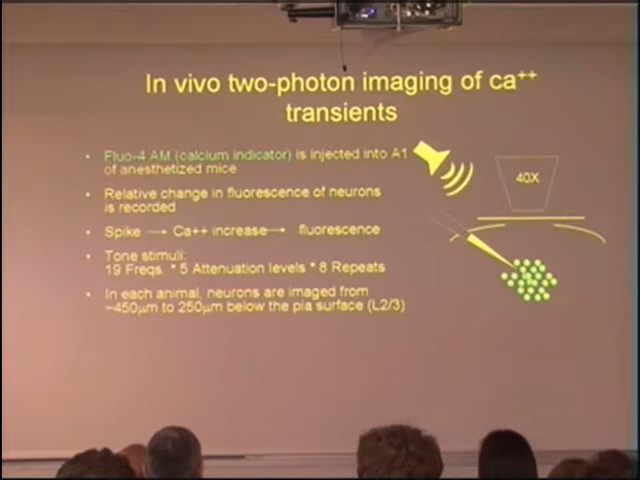 In vivo two-photon imaging of ca++
transients
• Fluo-4 AM (calcium indicator) is injected into A1
of anesthetized mice
• Relative change in fluorescence of neurons
is recorded
• Spike → Ca++ increase → fluorescence
• Tone stimuli:
19 Freqs * 5 Attenuation levels * 8 Repeats
• In each animal, neurons are imaged from
~450µm to 250µm below the pia surface (L2/3)
40X